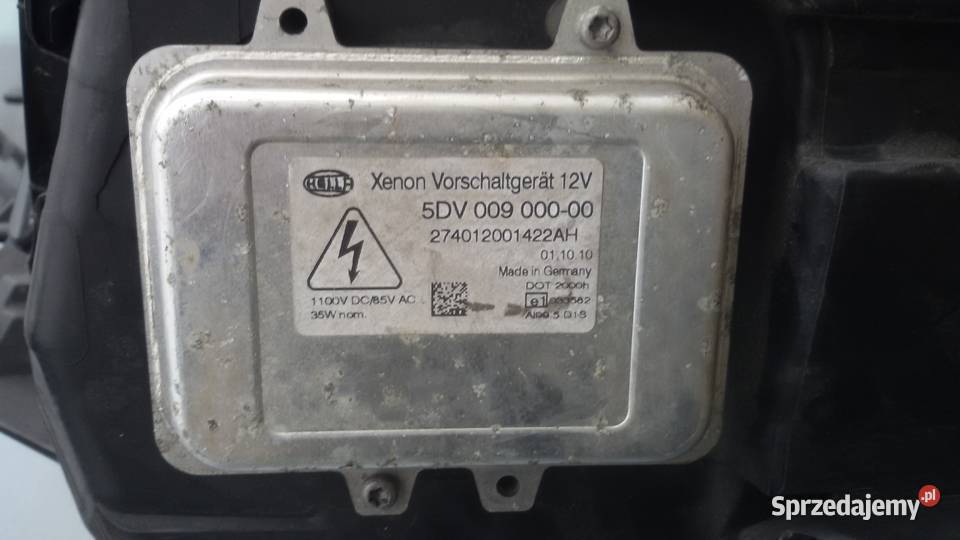 HELLA
Xenon Vorschaltgerät 12V
5DV 009 000-00
274012001422AH
01.10.10
Made in Germany
DOT 2000h
1100V DC/85V AC
e1
35W nom.
Sprzedajemy.pl